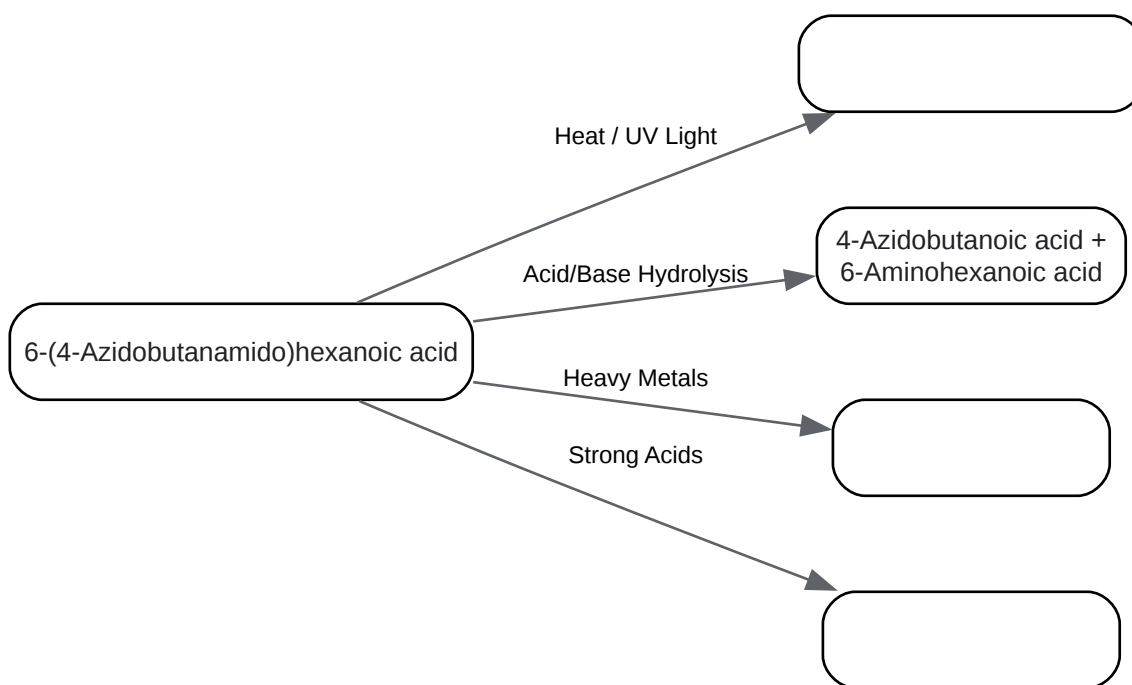 Heat / UV Light
4-Azidobutanoic acid +
6-Aminohexanoic acid
Acid/Base Hydrolysis
6-(4-Azidobutanamido)hexanoic acid
Heavy Metals
Strong Acids